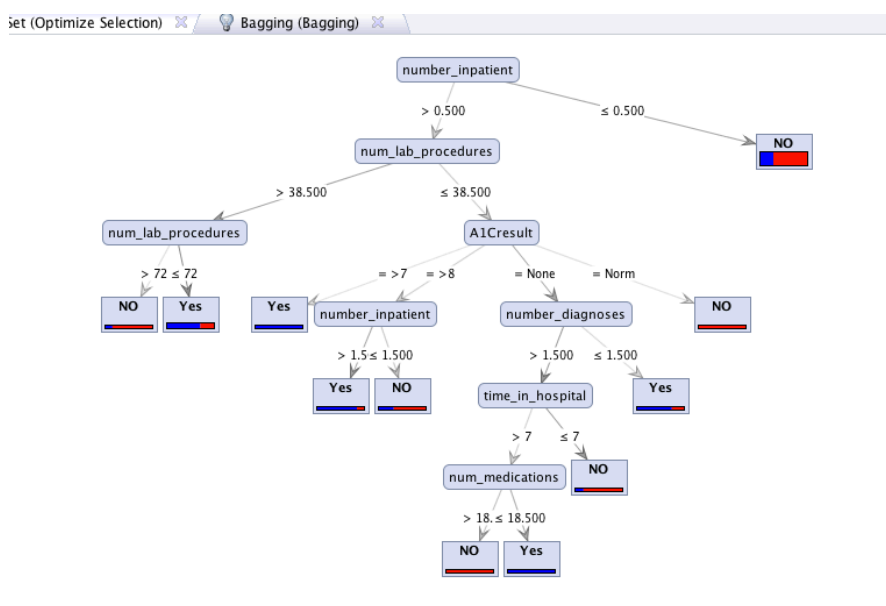 Set (Optimize Selection) Bagging (Bagging)
number_inpatient
> 0.500 ≤ 0.500
num_lab_procedures NO
> 38.500 ≤ 38.500
num_lab_procedures A1Cresult
> 72 ≤ 72 = >7 = >8 = None = Norm
NO Yes Yes number_inpatient number_diagnoses NO
> 1.5 ≤ 1.500 > 1.500 ≤ 1.500
Yes NO time_in_hospital Yes
> 7 ≤ 7
num_medications NO
> 18. ≤ 18.500
NO Yes